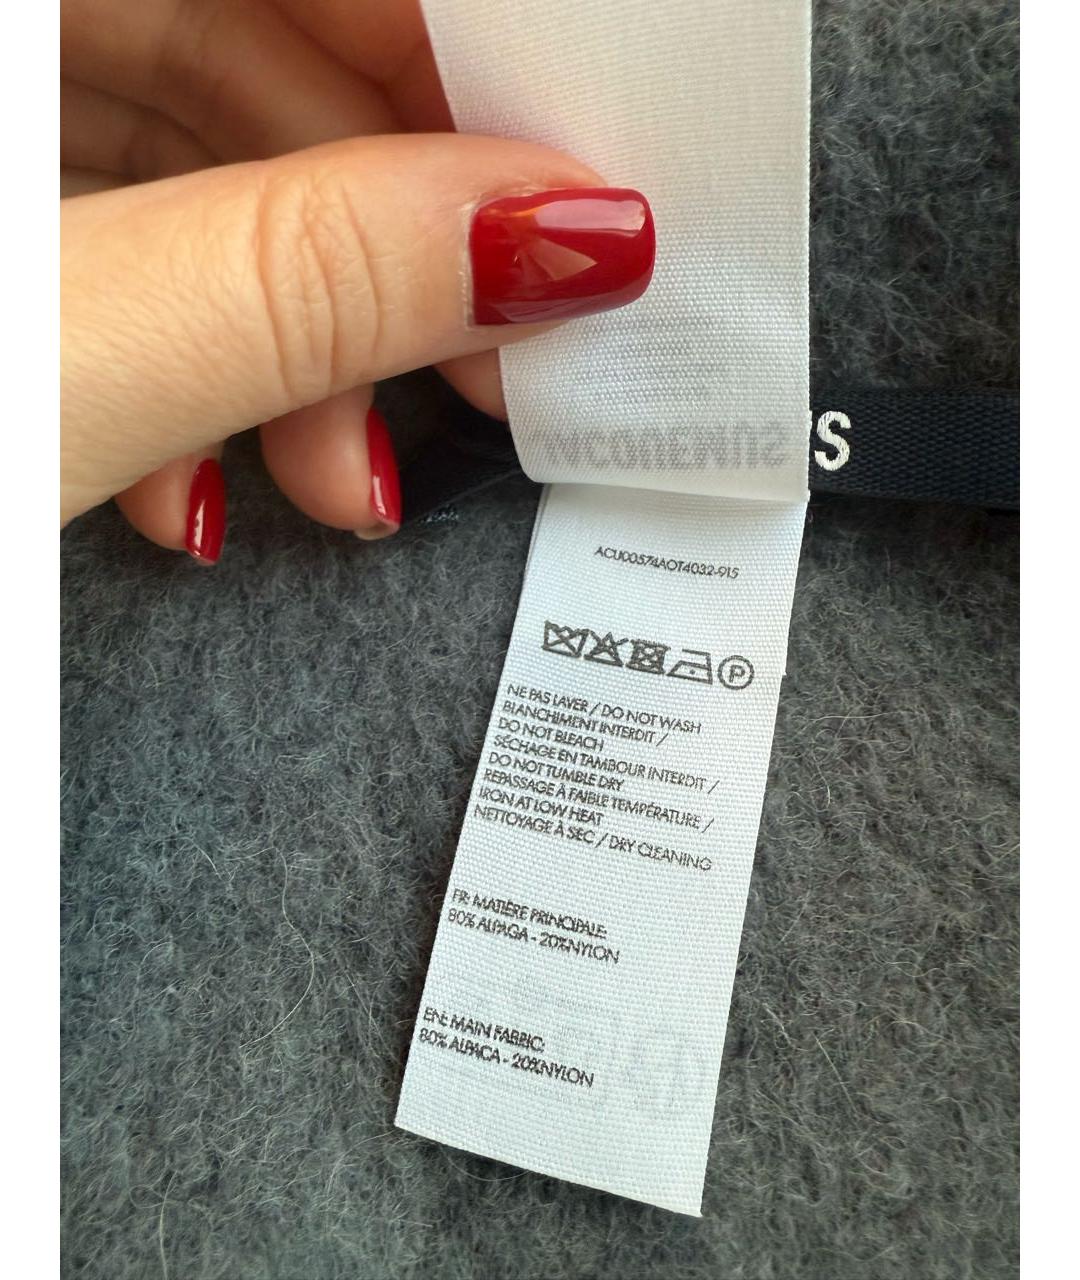 'S
ACU00574AOT4032-915
P
NE PAS LAVER / DO NOT WASH
BLANCHIMENT INTERDIT /
DO NOT BLEACH
SÉCHAGE EN TAMBOUR INTERDIT /
DO NOT TUMBLE DRY
REPASSAGE À FAIBLE TEMPÉRATURE /
IRON AT LOW HEAT
NETTOYAGE À SEC / DRY CLEANING
FR: MATIÈRE PRINCIPALE:
80% ALPAGA - 20%NYLON
EN: MAIN FABRIC:
80% ALPACA - 20%NYLON